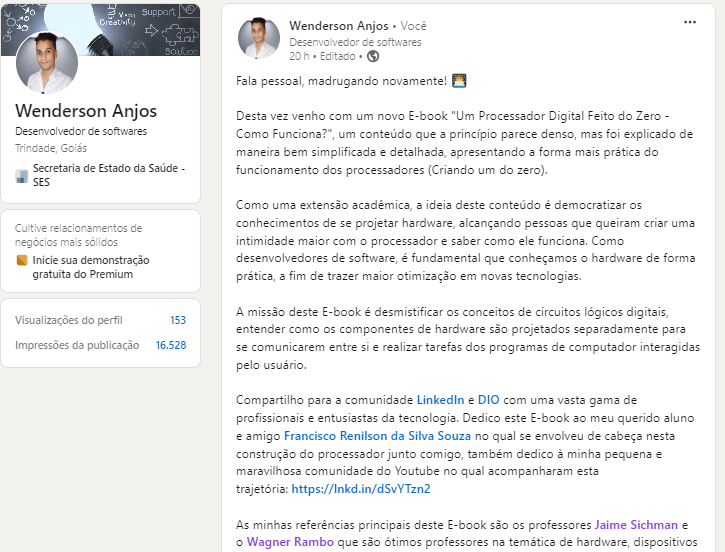 Support
Vision
Creativity
Solution
Wenderson Anjos
Desenvolvedor de softwares
Trindade, Goiás
Secretaria de Estado da Saúde -
SES
Cultive relacionamentos de
negócios mais sólidos
Inicie sua demonstração
gratuita do Premium
Visualizações do perfil 153
Impressões da publicação 16.528
Wenderson Anjos • Você
Desenvolvedor de softwares
20 h • Editado •
Fala pessoal, madrugando novamente!
Desta vez venho com um novo E-book "Um Processador Digital Feito do Zero -
Como Funciona?", um conteúdo que a princípio parece denso, mas foi explicado de
maneira bem simplificada e detalhada, apresentando a forma mais prática do
funcionamento dos processadores (Criando um do zero).
Como uma extensão acadêmica, a ideia deste conteúdo é democratizar os
conhecimentos de se projetar hardware, alcançando pessoas que queiram criar uma
intimidade maior com o processador e saber como ele funciona. Como
desenvolvedores de software, é fundamental que conheçamos o hardware de forma
prática, a fim de trazer maior otimização em novas tecnologias.
A missão deste E-book é desmistificar os conceitos de circuitos lógicos digitais,
entender como os componentes de hardware são projetados separadamente para
se comunicarem entre si e realizar tarefas dos programas de computador interagidas
pelo usuário.
Compartilho para a comunidade LinkedIn e DIO com uma vasta gama de
profissionais e entusiastas da tecnologia. Dedico este E-book ao meu querido aluno
e amigo Francisco Renilson da Silva Souza no qual se envolveu de cabeça nesta
construção do processador junto comigo, também dedico à minha pequena e
maravilhosa comunidade do Youtube no qual acompanharam esta
trajetória: https://lnkd.in/dSvYTzn2
As minhas referências principais deste E-book são os professores Jaime Sichman e
o Wagner Rambo que são ótimos professores na temática de hardware, dispositivos